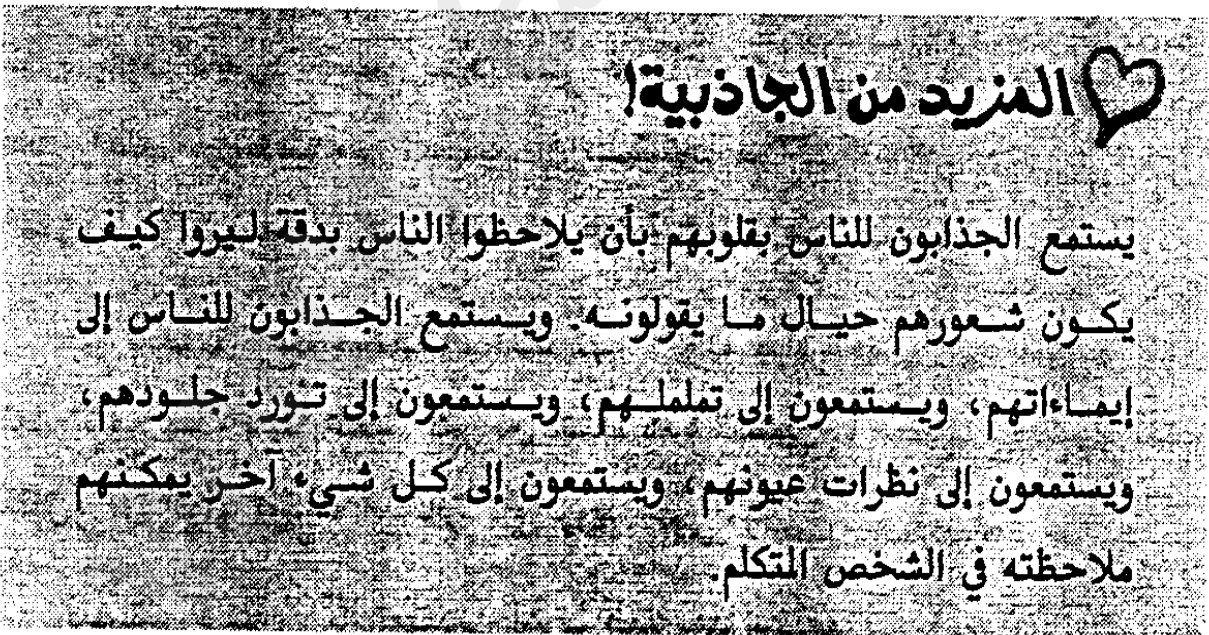 المزيد من الجاذبية!
يستمع الجذابون للناس بقلوبهم بأن يلاحظوا الناس بدقة ليروا كيف
يكون شعورهم حيال ما يقولونه. ويستمع الجذابون للناس إلى
إيماءاتهم، ويستمعون إلى تململهم، ويستمعون إلى تورد جلودهم،
ويستمعون إلى نظرات عيونهم، ويستمعون إلى كل شيء آخر يمكنهم
ملاحظته في الشخص المتكلم.